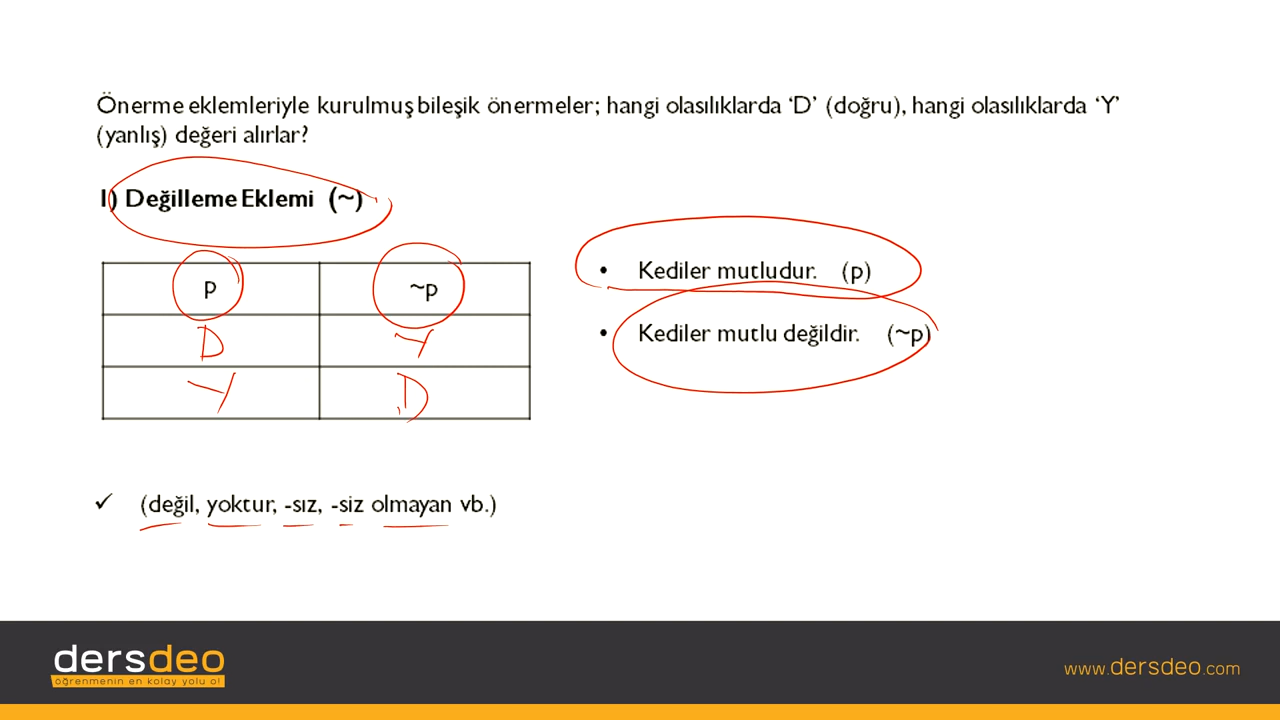 Önerme eklemleriyle kurulmuş bileşik önermeler; hangi olasılıklarda ‘D’ (doğru), hangi olasılıklarda ‘Y’
(yanlış) değeri alırlar?
1) Değilleme Eklemi (~)
p ~p
D Y
Y D
• Kediler mutludur. (p)
• Kediler mutlu değildir. (~p)
✓ (değil, yoktur, -sız, -siz olmayan vb.)
dersdeo
öğrenmenin en kolay yolu o!
www.dersdeo.com